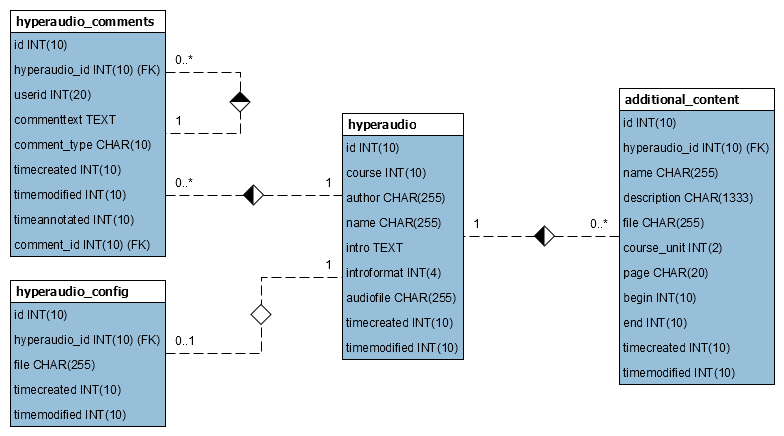 hyperaudio_comments
id INT(10)
hyperaudio_id INT(10) (FK)
userid INT(20)
commenttext TEXT
comment_type CHAR(10)
timecreated INT(10)
timemodified INT(10)
timeannotated INT(10)
comment_id INT(10) (FK)
0..*
1
0..*
1
hyperaudio_config
id INT(10)
hyperaudio_id INT(10) (FK)
file CHAR(255)
timecreated INT(10)
timemodified INT(10)
0..1
1
hyperaudio
id INT(10)
course INT(10)
author CHAR(255)
name CHAR(255)
intro TEXT
introformat INT(4)
audiofile CHAR(255)
timecreated INT(10)
timemodified INT(10)
1
0..*
additional_content
id INT(10)
hyperaudio_id INT(10) (FK)
name CHAR(255)
description CHAR(1333)
file CHAR(255)
course_unit INT(2)
page CHAR(20)
begin INT(10)
end INT(10)
timecreated INT(10)
timemodified INT(10)